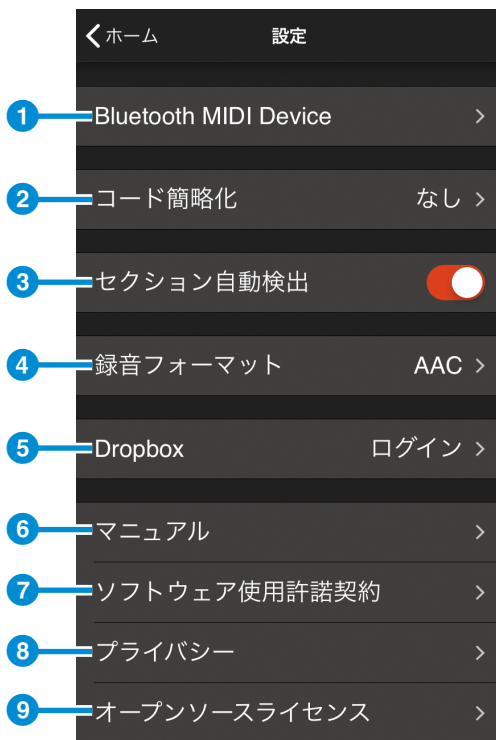 ホーム 設定
1 Bluetooth MIDI Device
2 コード簡略化 なし
3 セクション自動検出
4 録音フォーマット AAC
5 Dropbox ログイン
6 マニュアル
7 ソフトウェア使用許諾契約
8 プライバシー
9 オープンソースライセンス